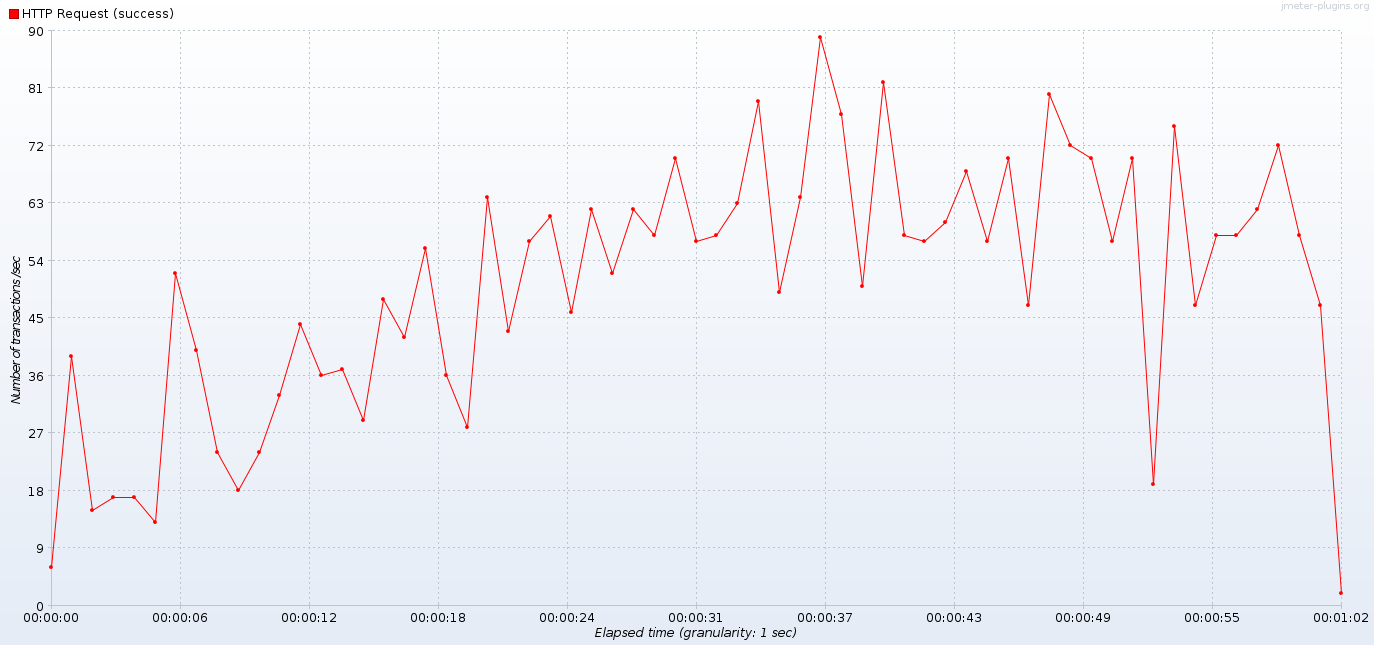 jmeter-plugins.org
HTTP Request (success)
90
81
72
63
54
45
36
27
18
9
0
Number of transactions /sec
00:00:00 00:00:06 00:00:12 00:00:18 00:00:24 00:00:31 00:00:37 00:00:43 00:00:49 00:00:55 00:01:02
Elapsed time (granularity: 1 sec)